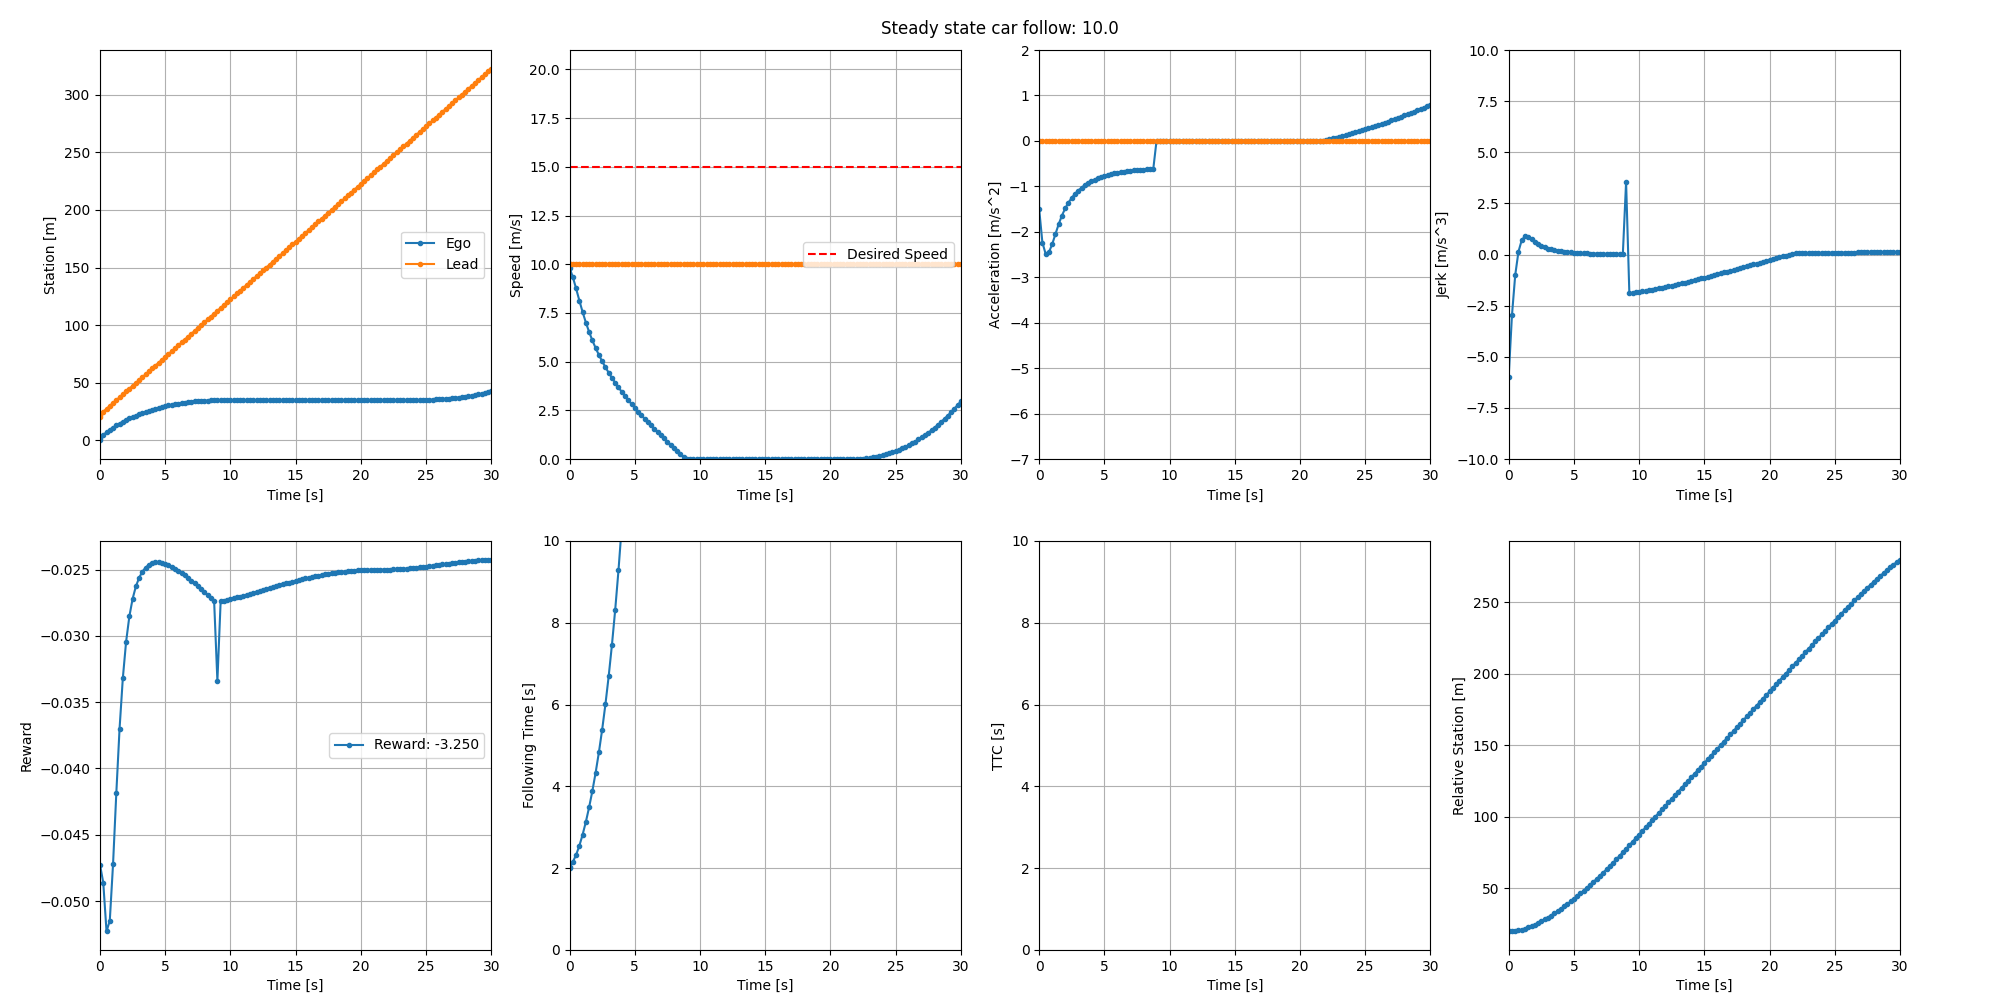 Steady state car follow: 10.0
Station [m]
300
250
200
150
100
50
0
Ego
Lead
0 5 10 15 20 25 30
Time [s]
Speed [m/s]
20.0
17.5
15.0
12.5
10.0
7.5
5.0
2.5
0.0
Desired Speed
0 5 10 15 20 25 30
Time [s]
Acceleration [m/s^2]
2
1
0
−1
−2
−3
−4
−5
−6
−7
0 5 10 15 20 25 30
Time [s]
Jerk [m/s^3]
10.0
7.5
5.0
2.5
0.0
−2.5
−5.0
−7.5
−10.0
0 5 10 15 20 25 30
Time [s]
Reward
−0.025
−0.030
−0.035
−0.040
−0.045
−0.050
Reward: -3.250
0 5 10 15 20 25 30
Time [s]
Following Time [s]
10
8
6
4
2
0
0 5 10 15 20 25 30
Time [s]
TTC [s]
10
8
6
4
2
0
0 5 10 15 20 25 30
Time [s]
Relative Station [m]
250
200
150
100
50
0 5 10 15 20 25 30
Time [s]